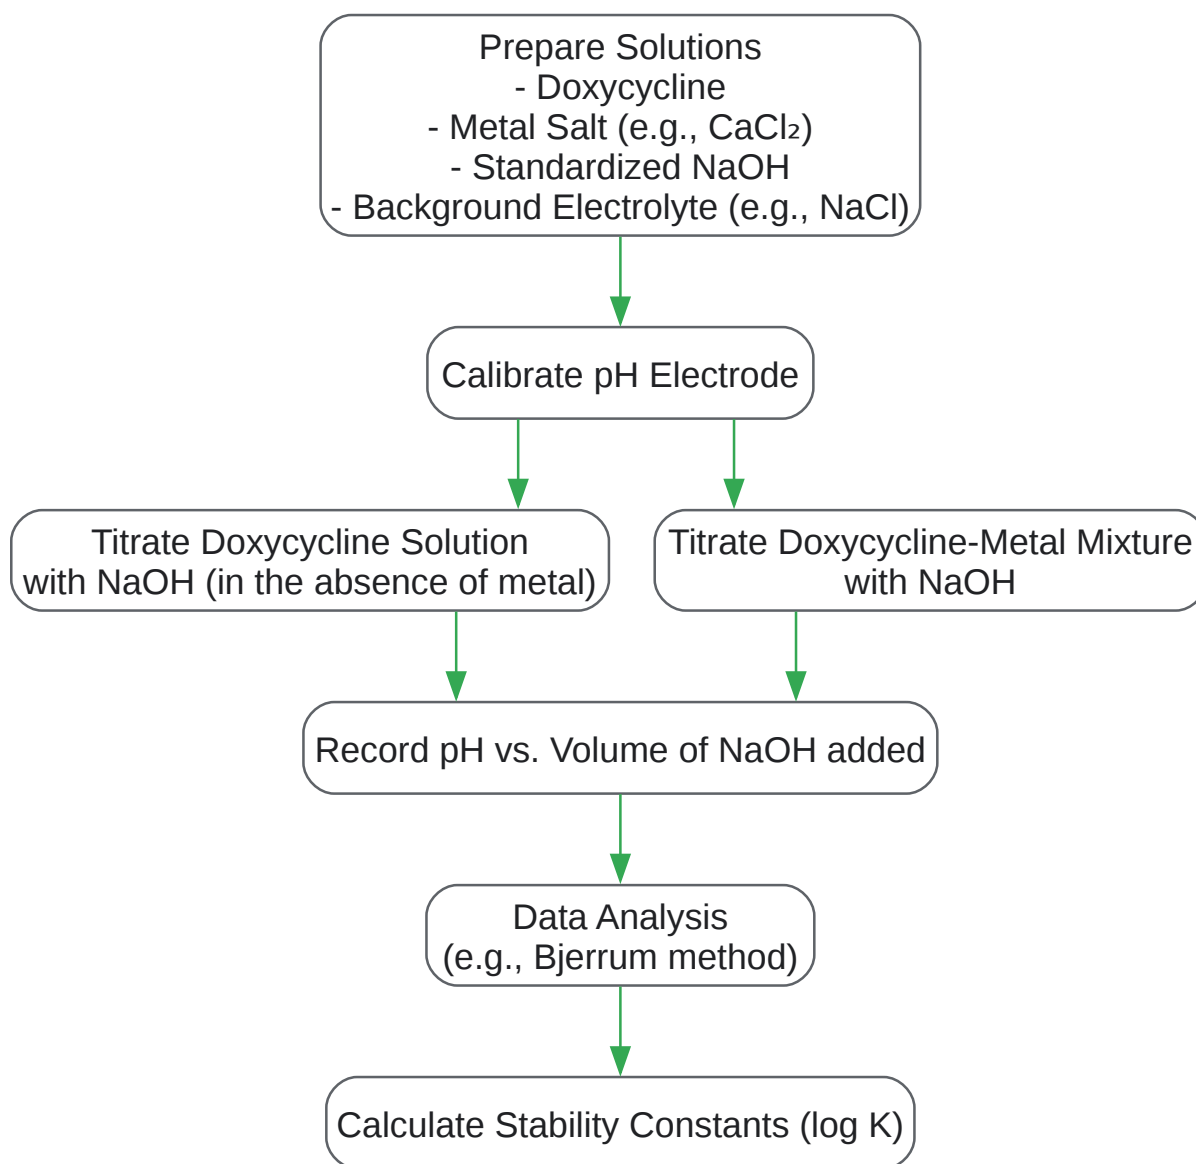 Prepare Solutions
- Doxycycline
- Metal Salt (e.g., CaCl₂)
- Standardized NaOH
- Background Electrolyte (e.g., NaCl)
Calibrate pH Electrode
Titrate Doxycycline Solution
with NaOH (in the absence of metal)
Titrate Doxycycline-Metal Mixture
with NaOH
Record pH vs. Volume of NaOH added
Data Analysis
(e.g., Bjerrum method)
Calculate Stability Constants (log K)